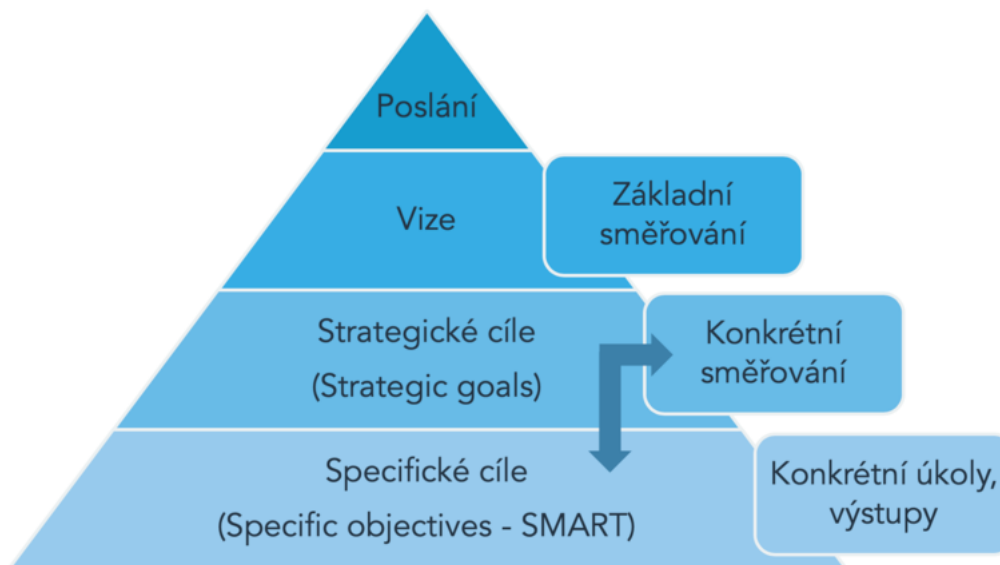 Poslání
Vize
Základní
směřování
Strategické cíle
(Strategic goals)
Konkrétní
směřování
Specifické cíle
(Specific objectives - SMART)
Konkrétní úkoly,
výstupy